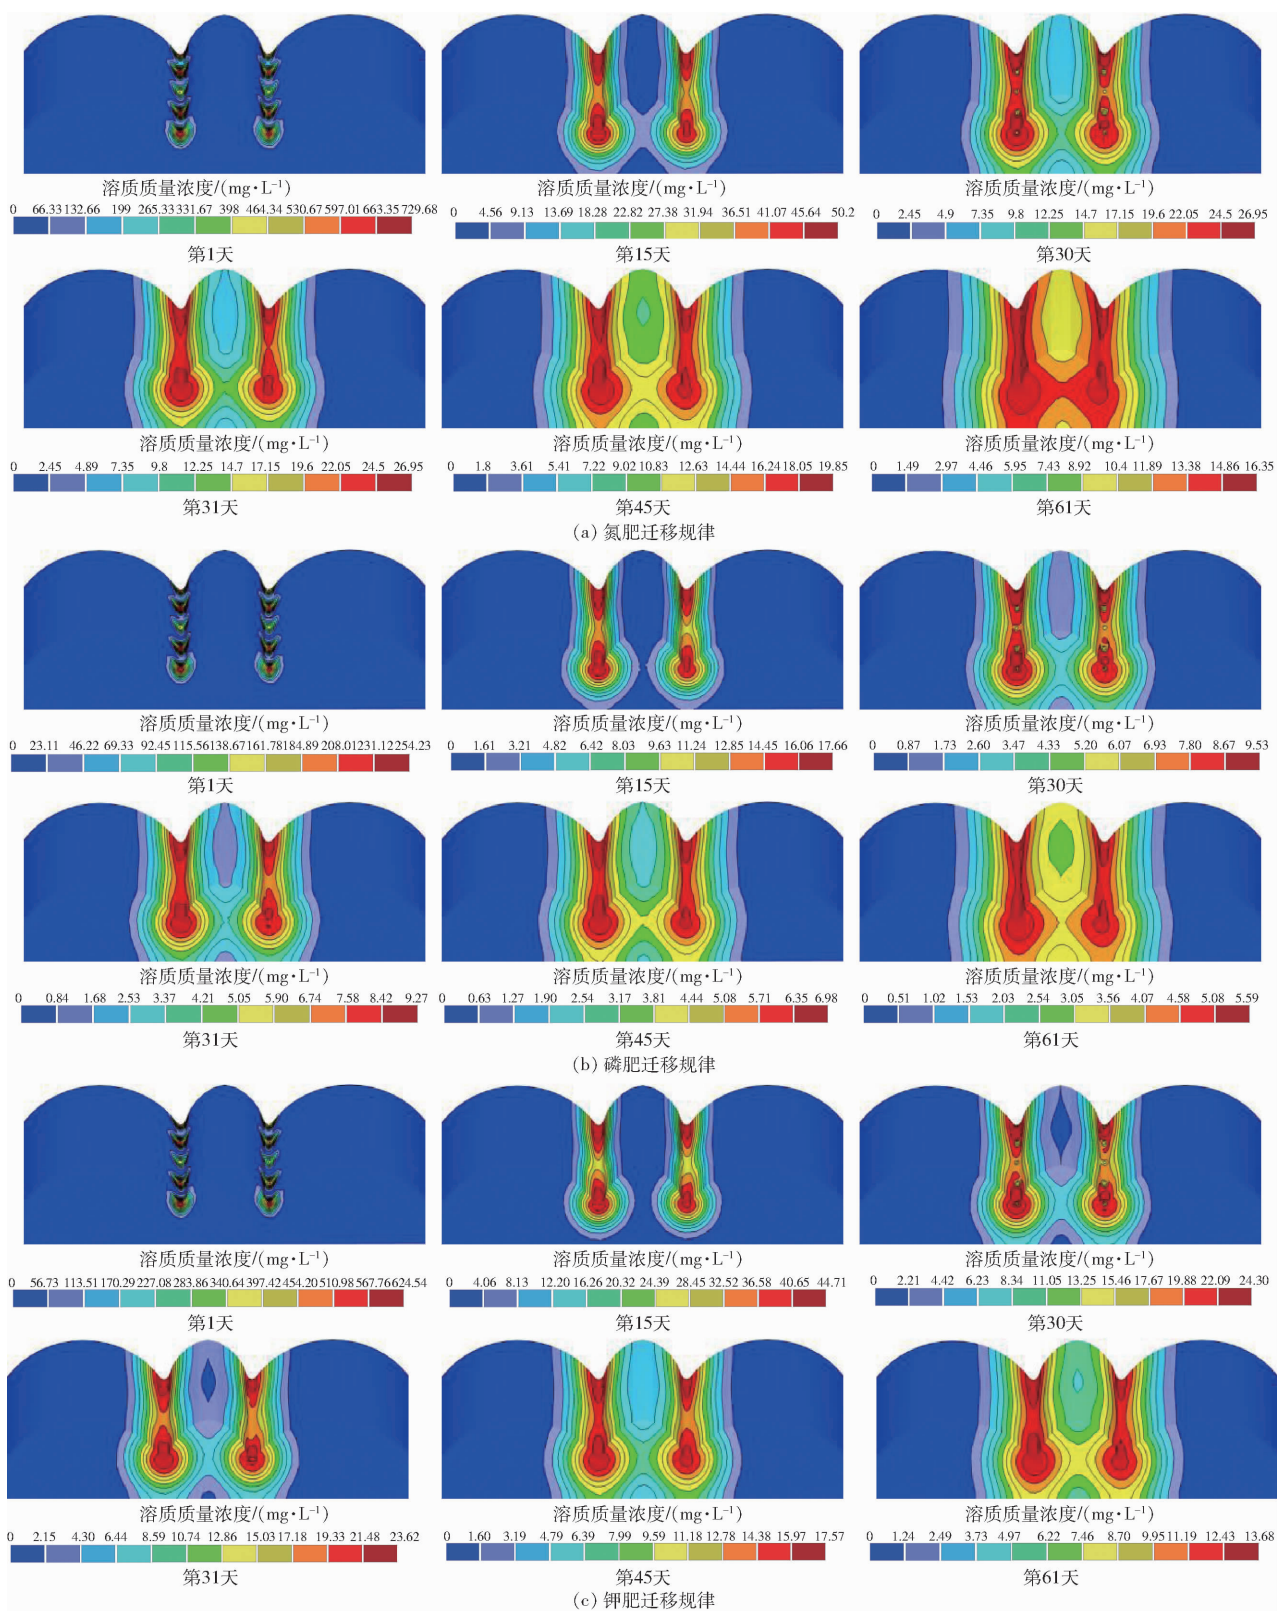 溶质质量浓度/(mg·L⁻¹)
0 66.33 132.66 199 265.33 331.67 398 464.34 530.67 597.01 663.35 729.68
第1天
溶质质量浓度/(mg·L⁻¹)
0 4.56 9.13 13.69 18.28 22.82 27.38 31.94 36.51 41.07 45.64 50.2
第15天
溶质质量浓度/(mg·L⁻¹)
0 2.45 4.9 7.35 9.8 12.25 14.7 17.15 19.6 22.05 24.5 26.95
第30天
溶质质量浓度/(mg·L⁻¹)
0 2.45 4.89 7.35 9.8 12.25 14.7 17.15 19.6 22.05 24.5 26.95
第31天
溶质质量浓度/(mg·L⁻¹)
0 1.8 3.61 5.41 7.22 9.02 10.83 12.63 14.44 16.24 18.05 19.85
第45天
溶质质量浓度/(mg·L⁻¹)
0 1.49 2.97 4.46 5.95 7.43 8.92 10.4 11.89 13.38 14.86 16.35
第61天
(a) 氮肥迁移规律
溶质质量浓度/(mg·L⁻¹)
0 23.11 46.22 69.33 92.45 115.56 138.67 161.78 184.89 208.01 231.12 254.23
第1天
溶质质量浓度/(mg·L⁻¹)
0 1.61 3.21 4.82 6.42 8.03 9.63 11.24 12.85 14.45 16.06 17.66
第15天
溶质质量浓度/(mg·L⁻¹)
0 0.87 1.73 2.60 3.47 4.33 5.20 6.07 6.93 7.80 8.67 9.53
第30天
溶质质量浓度/(mg·L⁻¹)
0 0.84 1.68 2.53 3.37 4.21 5.05 5.90 6.74 7.58 8.42 9.27
第31天
溶质质量浓度/(mg·L⁻¹)
0 0.63 1.27 1.90 2.54 3.17 3.81 4.44 5.08 5.71 6.35 6.98
第45天
溶质质量浓度/(mg·L⁻¹)
0 0.51 1.02 1.53 2.03 2.54 3.05 3.56 4.07 4.58 5.08 5.59
第61天
(b) 磷肥迁移规律
溶质质量浓度/(mg·L⁻¹)
0 56.73 113.51 170.29 227.08 283.86 340.64 397.42 454.20 510.98 567.76 624.54
第1天
溶质质量浓度/(mg·L⁻¹)
0 4.06 8.13 12.20 16.26 20.32 24.39 28.45 32.52 36.58 40.65 44.71
第15天
溶质质量浓度/(mg·L⁻¹)
0 2.21 4.42 6.23 8.34 11.05 13.25 15.46 17.67 19.88 22.09 24.30
第30天
溶质质量浓度/(mg·L⁻¹)
0 2.15 4.30 6.44 8.59 10.74 12.86 15.03 17.18 19.33 21.48 23.62
第31天
溶质质量浓度/(mg·L⁻¹)
0 1.60 3.19 4.79 6.39 7.99 9.59 11.18 12.78 14.38 15.97 17.57
第45天
溶质质量浓度/(mg·L⁻¹)
0 1.24 2.49 3.73 4.97 6.22 7.46 8.70 9.95 11.19 12.43 13.68
第61天
(c) 钾肥迁移规律